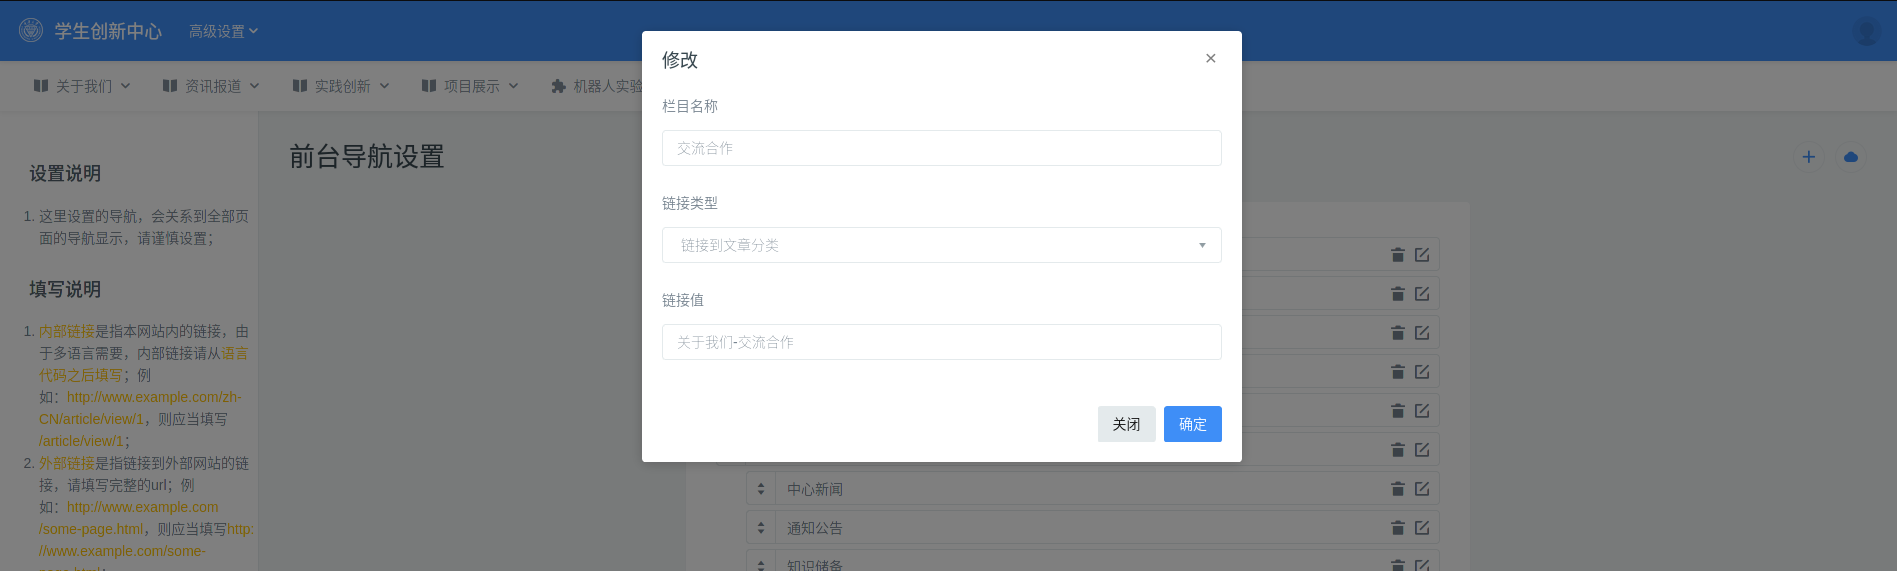 学生创新中心
高级设置
关于我们
资讯报道
实践创新
项目展示
机器人实验
设置说明
1. 这里设置的导航，会关系到全部页
面的导航显示，请谨慎设置；
填写说明
1. 内部链接是指本网站内的链接，由
于多语言需要，内部链接请从语言
代码之后填写；例
如：http://www.example.com/zh-
CN/article/view/1，则应当填写
/article/view/1；
2. 外部链接是指链接到外部网站的链
接，请填写完整的url；例
如：http://www.example.com
/some-page.html，则应当填写http:
//www.example.com/some-
page.html；
前台导航设置
修改
×
栏目名称
交流合作
链接类型
链接到文章分类
链接值
关于我们-交流合作
关闭
确定
中心新闻
通知公告
知识储备